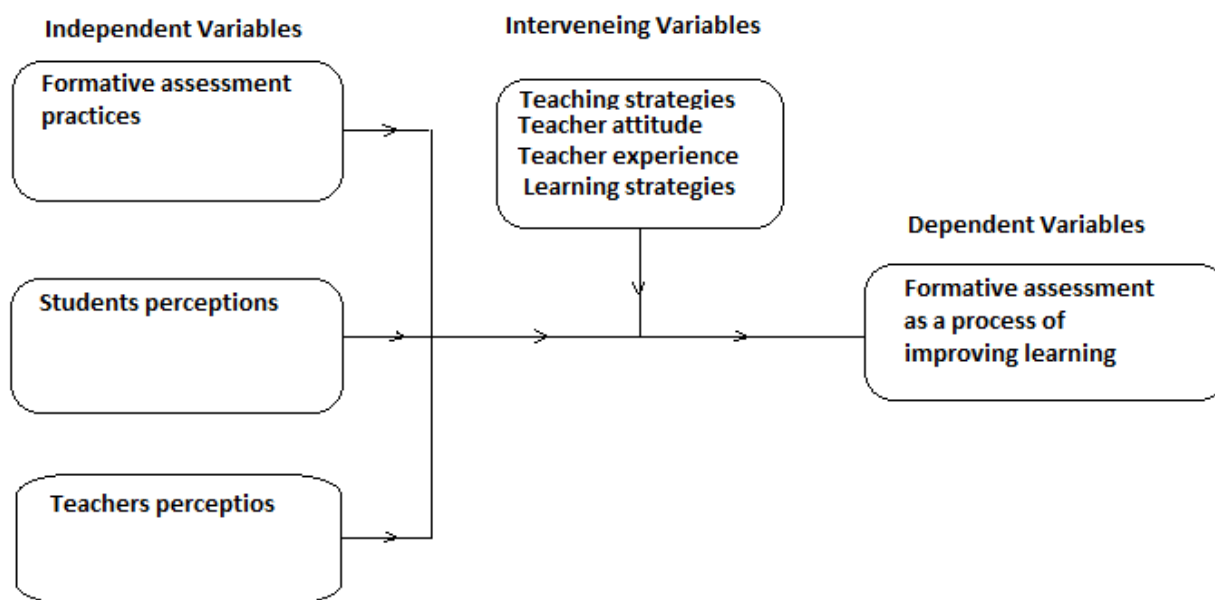 Independent Variables
Interveneing Variables
Formative assessment
practices
Teaching strategies
Teacher attitude
Teacher experience
Learning strategies
Students perceptions
Dependent Variables
Formative assessment
as a process of
improving learning
Teachers perceptios